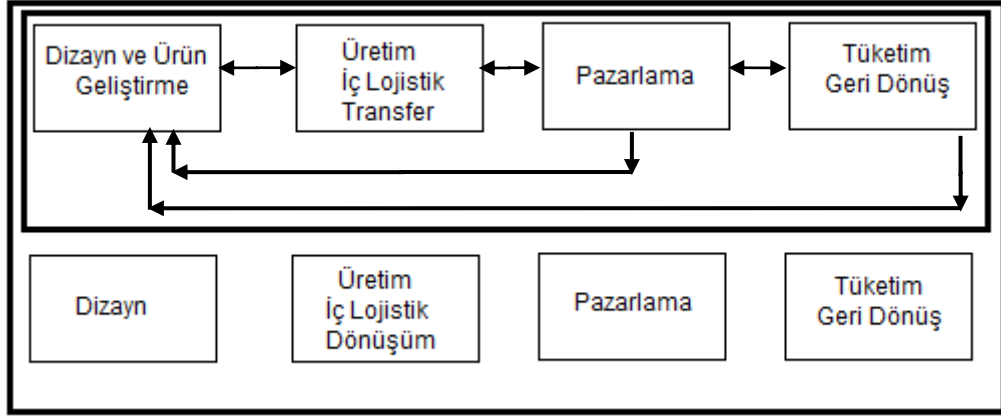 Dizayn ve Ürün
Geliştirme
Üretim
İç Lojistik
Transfer
Pazarlama
Tüketim
Geri Dönüş
Dizayn
Üretim
İç Lojistik
Dönüşüm
Pazarlama
Tüketim
Geri Dönüş